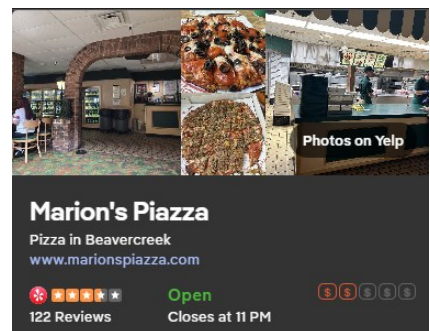 Photos on Yelp
Marion's Piazza
Pizza in Beavercreek
www.marionspiazza.com
Open
$ $ $ $ $
122 Reviews
Closes at 11 PM